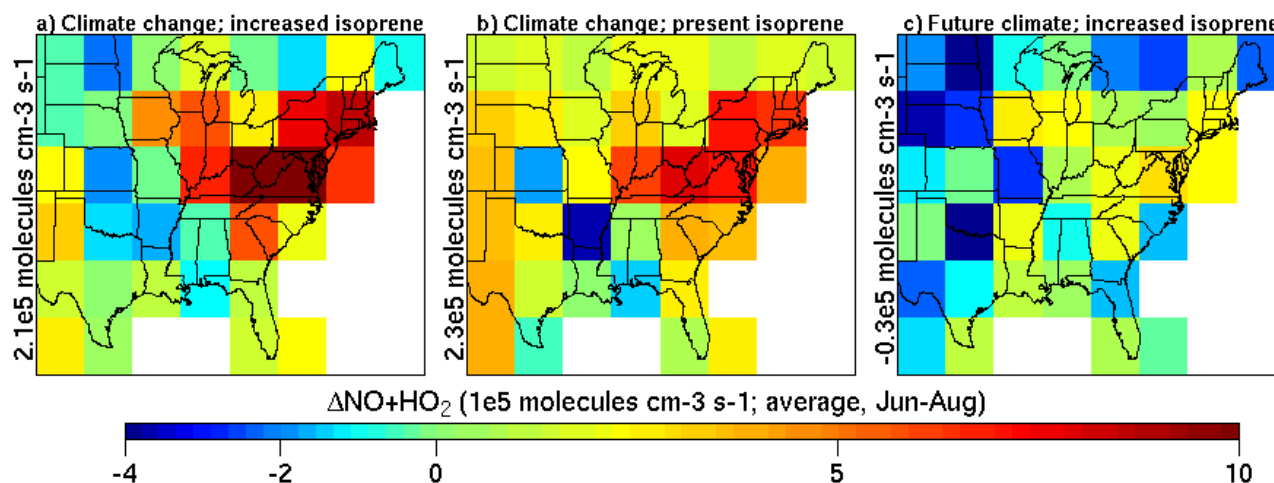 a) Climate change; increased isoprene
b) Climate change; present isoprene
c) Future climate; increased isoprene
2.1e5 molecules cm-3 s-1
2.3e5 molecules cm-3 s-1
-0.3e5 molecules cm-3 s-1
ΔNO+HO₂ (1e5 molecules cm-3 s-1; average, Jun-Aug)
-4 -2 0 5 10